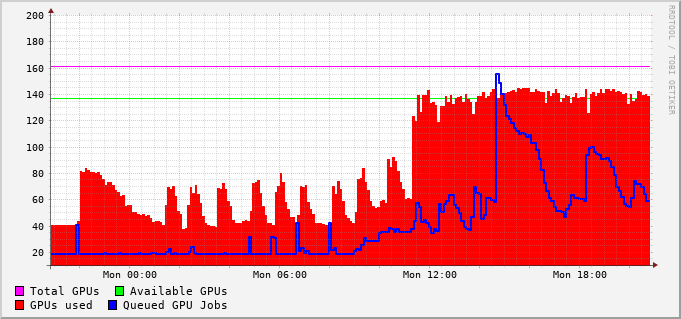 200
180
160
140
120
100
80
60
40
20
Mon 00:00 Mon 06:00 Mon 12:00 Mon 18:00
Total GPUs Available GPUs
GPUs used Queued GPU Jobs
RRDTOOL / TOBI OETIKER